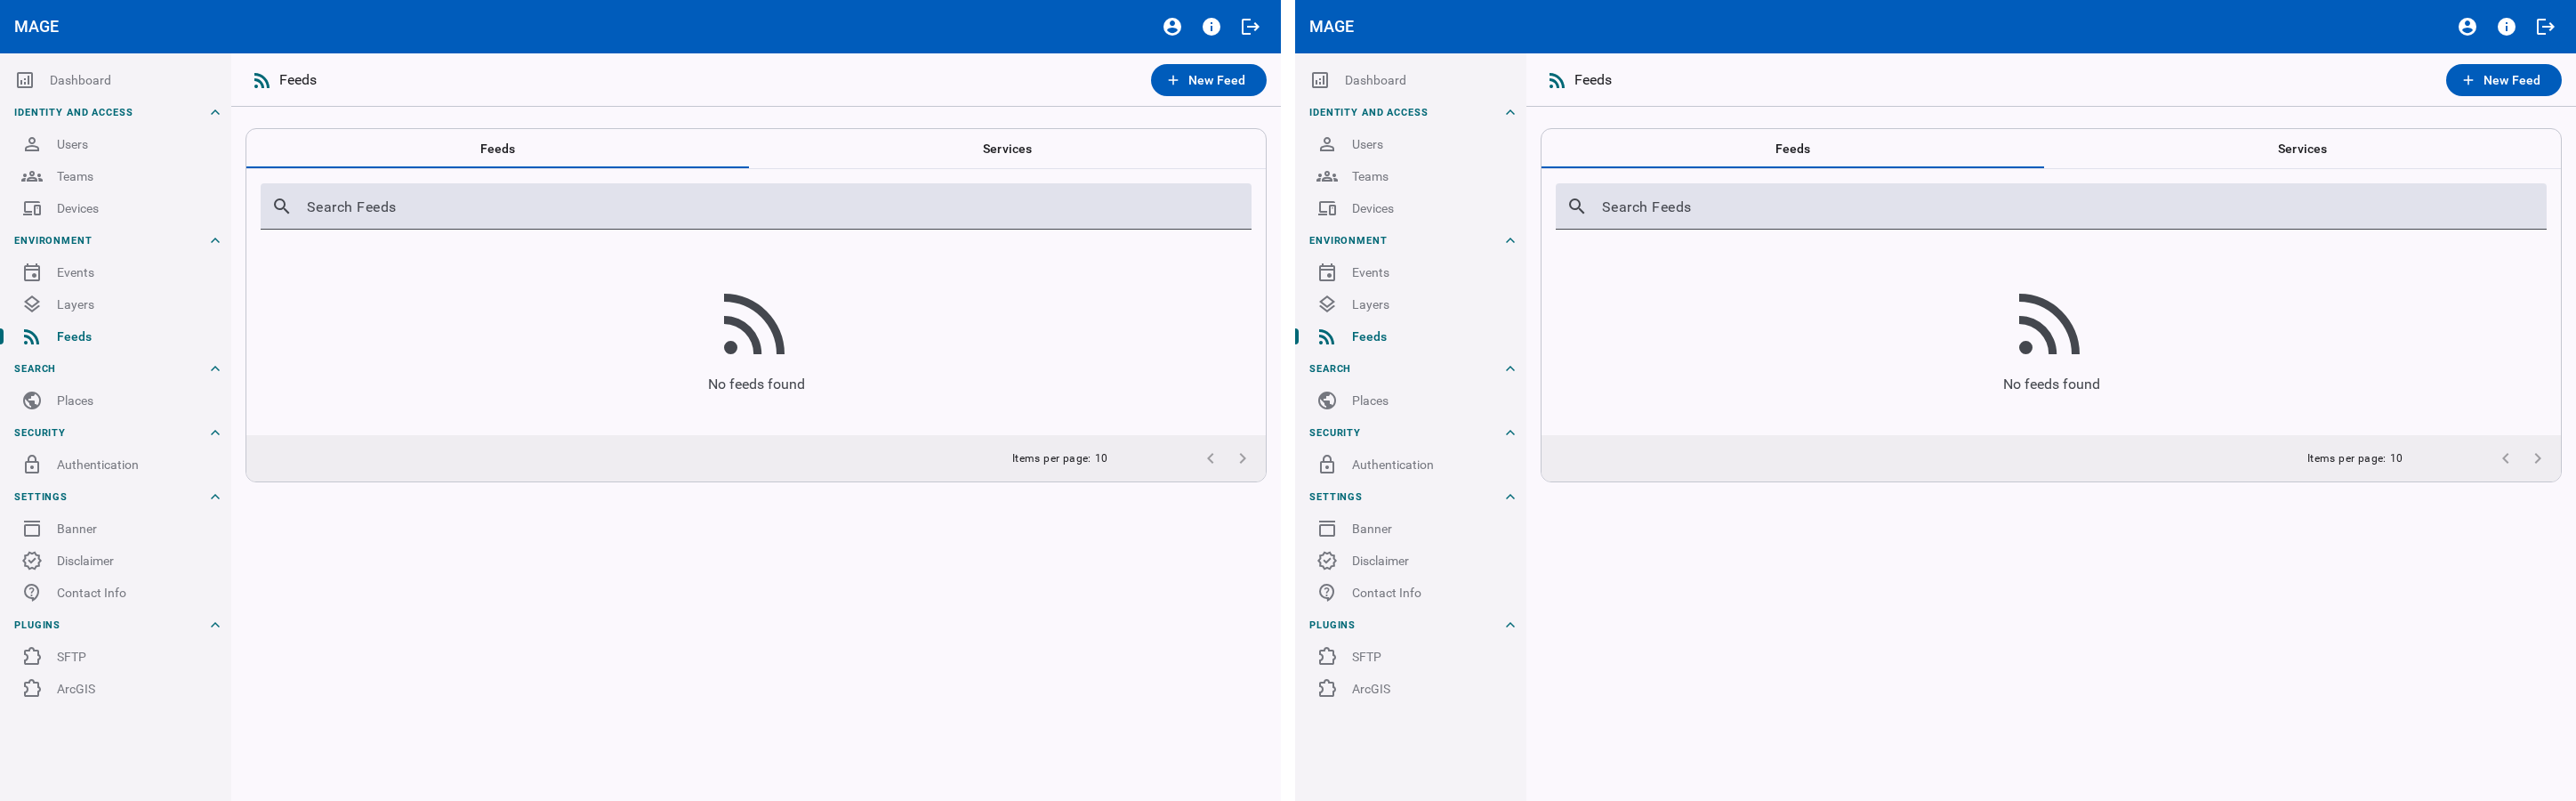 MAGE
Dashboard
IDENTITY AND ACCESS
Users
Teams
Devices
ENVIRONMENT
Events
Layers
Feeds
SEARCH
Places
SECURITY
Authentication
SETTINGS
Banner
Disclaimer
Contact Info
PLUGINS
SFTP
ArcGIS
Feeds
New Feed
Feeds Services
Search Feeds
No feeds found
Items per page: 10
MAGE
Dashboard
IDENTITY AND ACCESS
Users
Teams
Devices
ENVIRONMENT
Events
Layers
Feeds
SEARCH
Places
SECURITY
Authentication
SETTINGS
Banner
Disclaimer
Contact Info
PLUGINS
SFTP
ArcGIS
Feeds
New Feed
Feeds Services
Search Feeds
No feeds found
Items per page: 10